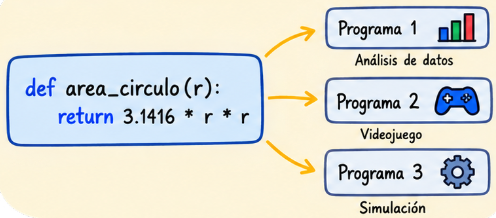 def area_circulo(r):
return 3.1416 * r * r
Programa 1
Análisis de datos
Programa 2
Videojuego
Programa 3
Simulación